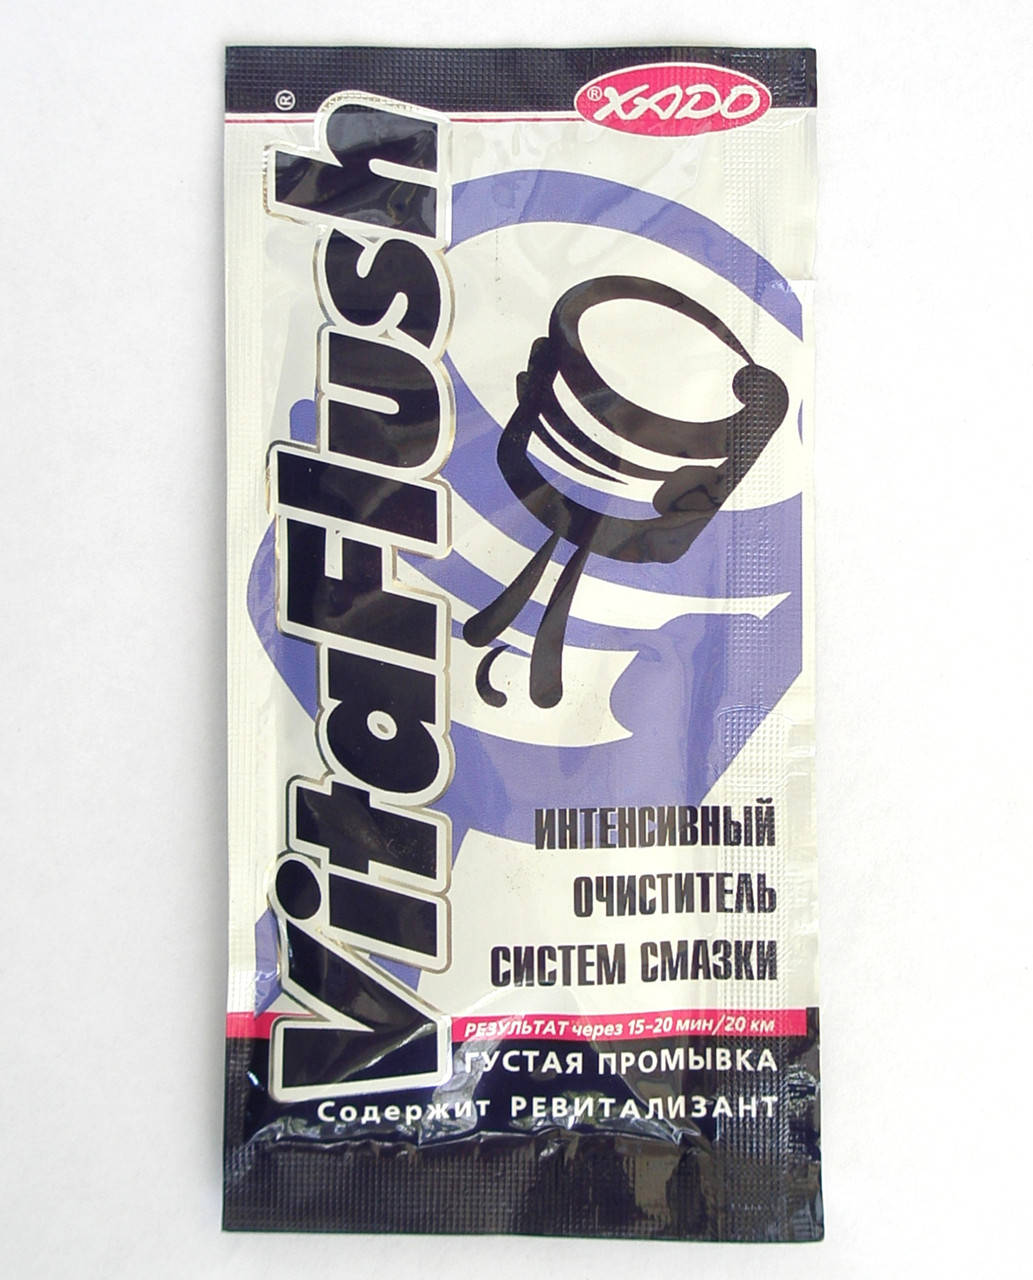 ® XADO
VitaFlush ®
ИНТЕНСИВНЫЙ
ОЧИСТИТЕЛЬ
СИСТЕМ СМАЗКИ
РЕЗУЛЬТАТ через 15-20 мин/20 км
ГУСТАЯ ПРОМЫВКА
Содержит РЕВИТАЛИЗАНТ